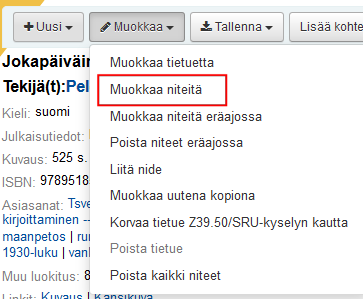 + Uusi Muokkaa Tallenna Lisää kohte
Jokapäiväin
Muokkaa tietuetta
Tekijä(t):Pel
Muokkaa niteitä
Kieli: suomi
Muokkaa niteitä eräajossa
Julkaisutiedot:
Poista niteet eräajossa
Kuvaus: 525 s.
Liitä nide
ISBN: 9789518
Muokkaa uutena kopiona
Asiasanat: Tsve
kirjoittaminen --
Korvaa tietue Z39.50/SRU-kyselyn kautta
maanpetos | ru
Poista tietue
1930-luku | vanl
Muu luokitus: 8
Poista kaikki niteet
Linkit: Kuvaus | Kansikuva